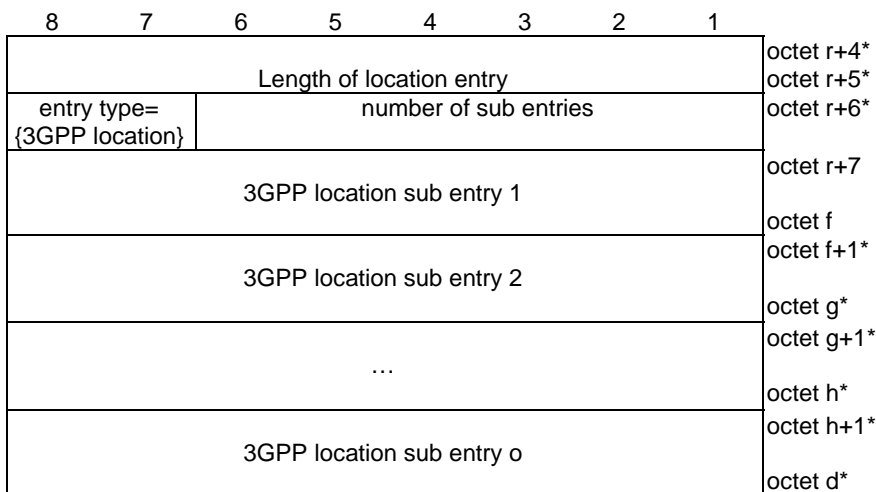 8 7 6 5 4 3 2 1
octet r+4*
Length of location entry octet r+5*
entry type= number of sub entries octet r+6*
{3GPP location}
octet r+7
3GPP location sub entry 1
octet f
octet f+1*
3GPP location sub entry 2
octet g*
octet g+1*
…
octet h*
octet h+1*
3GPP location sub entry o
octet d*